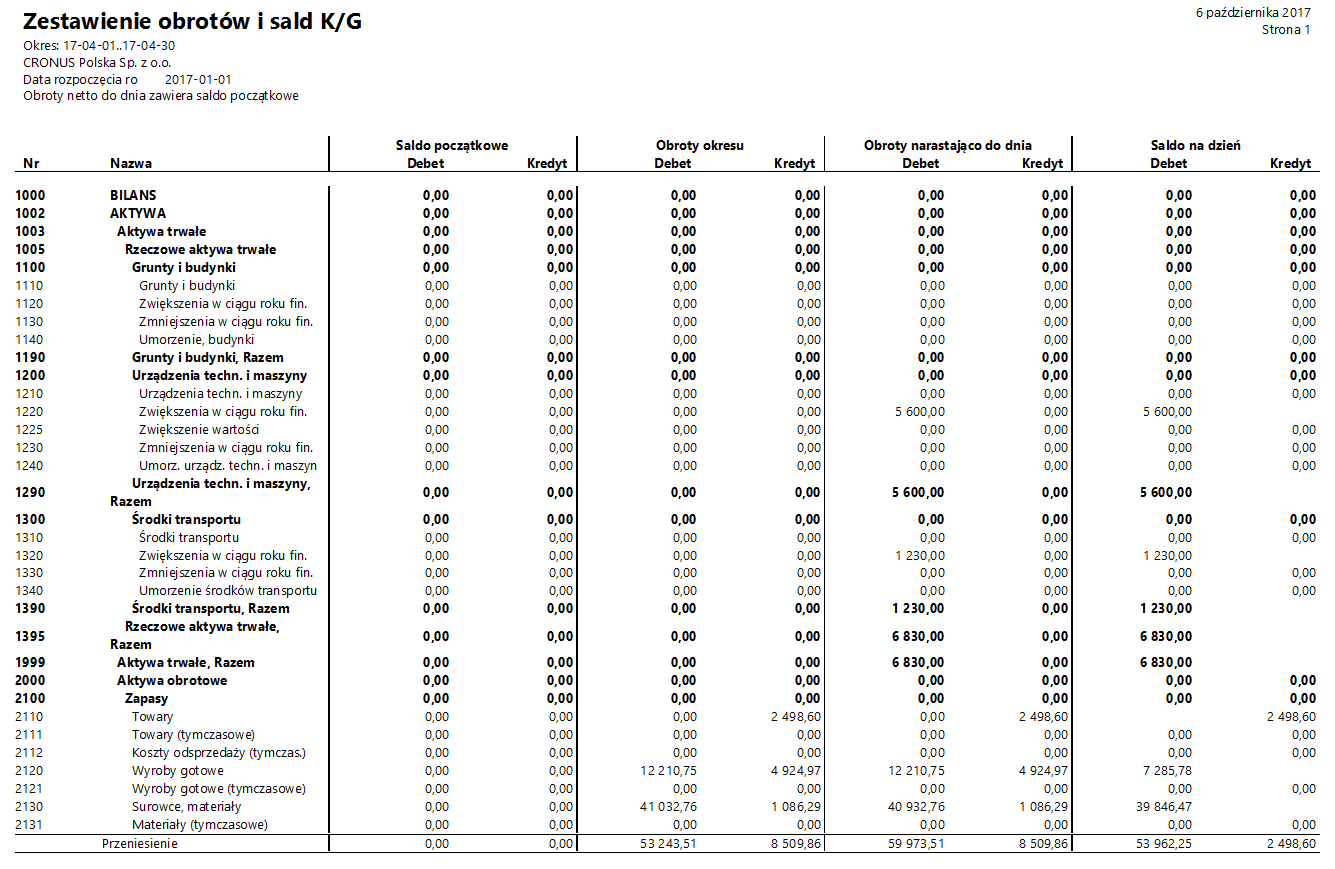 Zestawienie obrotów i sald K/G
6 października 2017
Strona 1
Okres: 17-04-01..17-04-30
CRONUS Polska Sp. z o.o.
Data rozpoczęcia ro 2017-01-01
Obroty netto do dnia zawiera saldo początkowe
Saldo początkowe Obroty okresu Obroty narastająco do dnia Saldo na dzień
Nr Nazwa Debet Kredyt Debet Kredyt Debet Kredyt Debet Kredyt
1000 BILANS 0,00 0,00 0,00 0,00 0,00 0,00 0,00 0,00
1002 AKTYWA 0,00 0,00 0,00 0,00 0,00 0,00 0,00 0,00
1003 Aktywa trwałe 0,00 0,00 0,00 0,00 0,00 0,00 0,00 0,00
1005 Rzeczowe aktywa trwałe 0,00 0,00 0,00 0,00 0,00 0,00 0,00 0,00
1100 Grunty i budynki 0,00 0,00 0,00 0,00 0,00 0,00 0,00 0,00
1110 Grunty i budynki 0,00 0,00 0,00 0,00 0,00 0,00 0,00 0,00
1120 Zwiększenia w ciągu roku fin. 0,00 0,00 0,00 0,00 0,00 0,00 0,00 0,00
1130 Zmniejszenia w ciągu roku fin. 0,00 0,00 0,00 0,00 0,00 0,00 0,00 0,00
1140 Umorzenie, budynki 0,00 0,00 0,00 0,00 0,00 0,00 0,00 0,00
1190 Grunty i budynki, Razem 0,00 0,00 0,00 0,00 0,00 0,00 0,00 0,00
1200 Urządzenia techn. i maszyny 0,00 0,00 0,00 0,00 0,00 0,00 0,00 0,00
1210 Urządzenia techn. i maszyny 0,00 0,00 0,00 0,00 0,00 0,00 0,00 0,00
1220 Zwiększenia w ciągu roku fin. 0,00 0,00 0,00 0,00 5 600,00 0,00 5 600,00
1225 Zwiększenie wartości 0,00 0,00 0,00 0,00 0,00 0,00 0,00 0,00
1230 Zmniejszenia w ciągu roku fin. 0,00 0,00 0,00 0,00 0,00 0,00 0,00 0,00
1240 Umorz. urządz. techn. i maszyn 0,00 0,00 0,00 0,00 0,00 0,00 0,00 0,00
Urządzenia techn. i maszyny,
1290 Razem 0,00 0,00 0,00 0,00 5 600,00 0,00 5 600,00
1300 Środki transportu 0,00 0,00 0,00 0,00 0,00 0,00 0,00 0,00
1310 Środki transportu 0,00 0,00 0,00 0,00 0,00 0,00 0,00 0,00
1320 Zwiększenia w ciągu roku fin. 0,00 0,00 0,00 0,00 1 230,00 0,00 1 230,00
1330 Zmniejszenia w ciągu roku fin. 0,00 0,00 0,00 0,00 0,00 0,00 0,00 0,00
1340 Umorzenie środków transportu 0,00 0,00 0,00 0,00 0,00 0,00 0,00 0,00
1390 Środki transportu, Razem 0,00 0,00 0,00 0,00 1 230,00 0,00 1 230,00
Rzeczowe aktywa trwałe,
1395 Razem 0,00 0,00 0,00 0,00 6 830,00 0,00 6 830,00
1999 Aktywa trwałe, Razem 0,00 0,00 0,00 0,00 6 830,00 0,00 6 830,00
2000 Aktywa obrotowe 0,00 0,00 0,00 0,00 0,00 0,00 0,00 0,00
2100 Zapasy 0,00 0,00 0,00 0,00 0,00 0,00 0,00 0,00
2110 Towary 0,00 0,00 0,00 2 498,60 0,00 2 498,60 2 498,60
2111 Towary (tymczasowe) 0,00 0,00 0,00 0,00 0,00 0,00 0,00 0,00
2112 Koszty odsprzedaży (tymczas.) 0,00 0,00 0,00 0,00 0,00 0,00 0,00 0,00
2120 Wyroby gotowe 0,00 0,00 12 210,75 4 924,97 12 210,75 4 924,97 7 285,78
2121 Wyroby gotowe (tymczasowe) 0,00 0,00 0,00 0,00 0,00 0,00 0,00 0,00
2130 Surowce, materiały 0,00 0,00 41 032,76 1 086,29 40 932,76 1 086,29 39 846,47
2131 Materiały (tymczasowe) 0,00 0,00 0,00 0,00 0,00 0,00 0,00 0,00
Przeniesienie 0,00 0,00 53 243,51 8 509,86 59 973,51 8 509,86 53 962,25 2 498,60